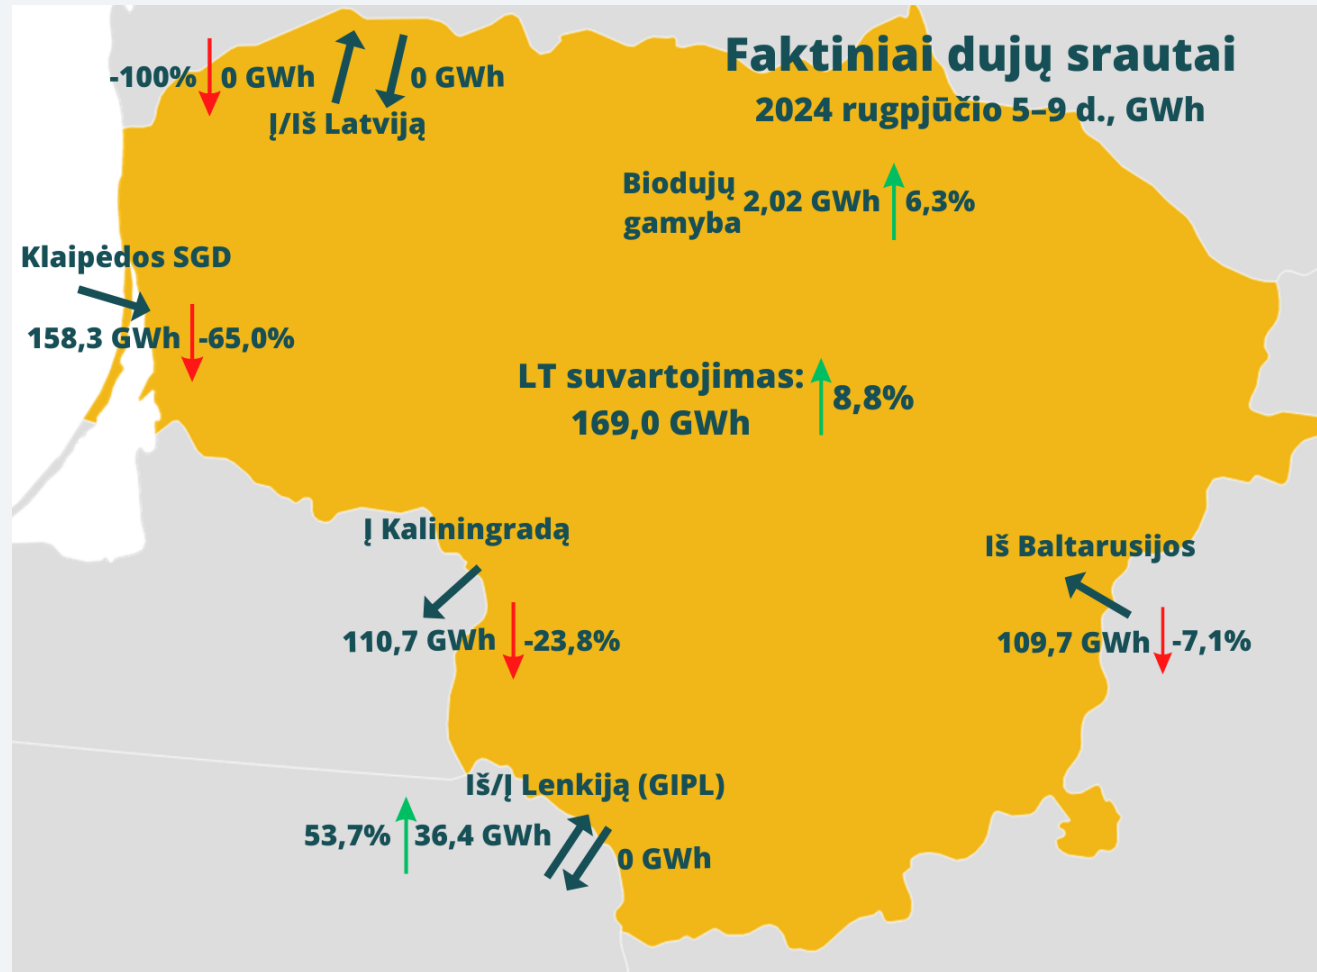 Faktiniai dujų srautai
2024 rugpjūčio 5–9 d., GWh
-100% 0 GWh 0 GWh
Į/Iš Latviją
Biodujų
gamyba
2,02 GWh 6,3%
Klaipėdos SGD
158,3 GWh -65,0%
LT suvartojimas:
169,0 GWh
8,8%
Į Kaliningradą
110,7 GWh -23,8%
Iš Baltarusijos
109,7 GWh -7,1%
Iš/Į Lenkiją (GIPL)
53,7% 36,4 GWh
0 GWh